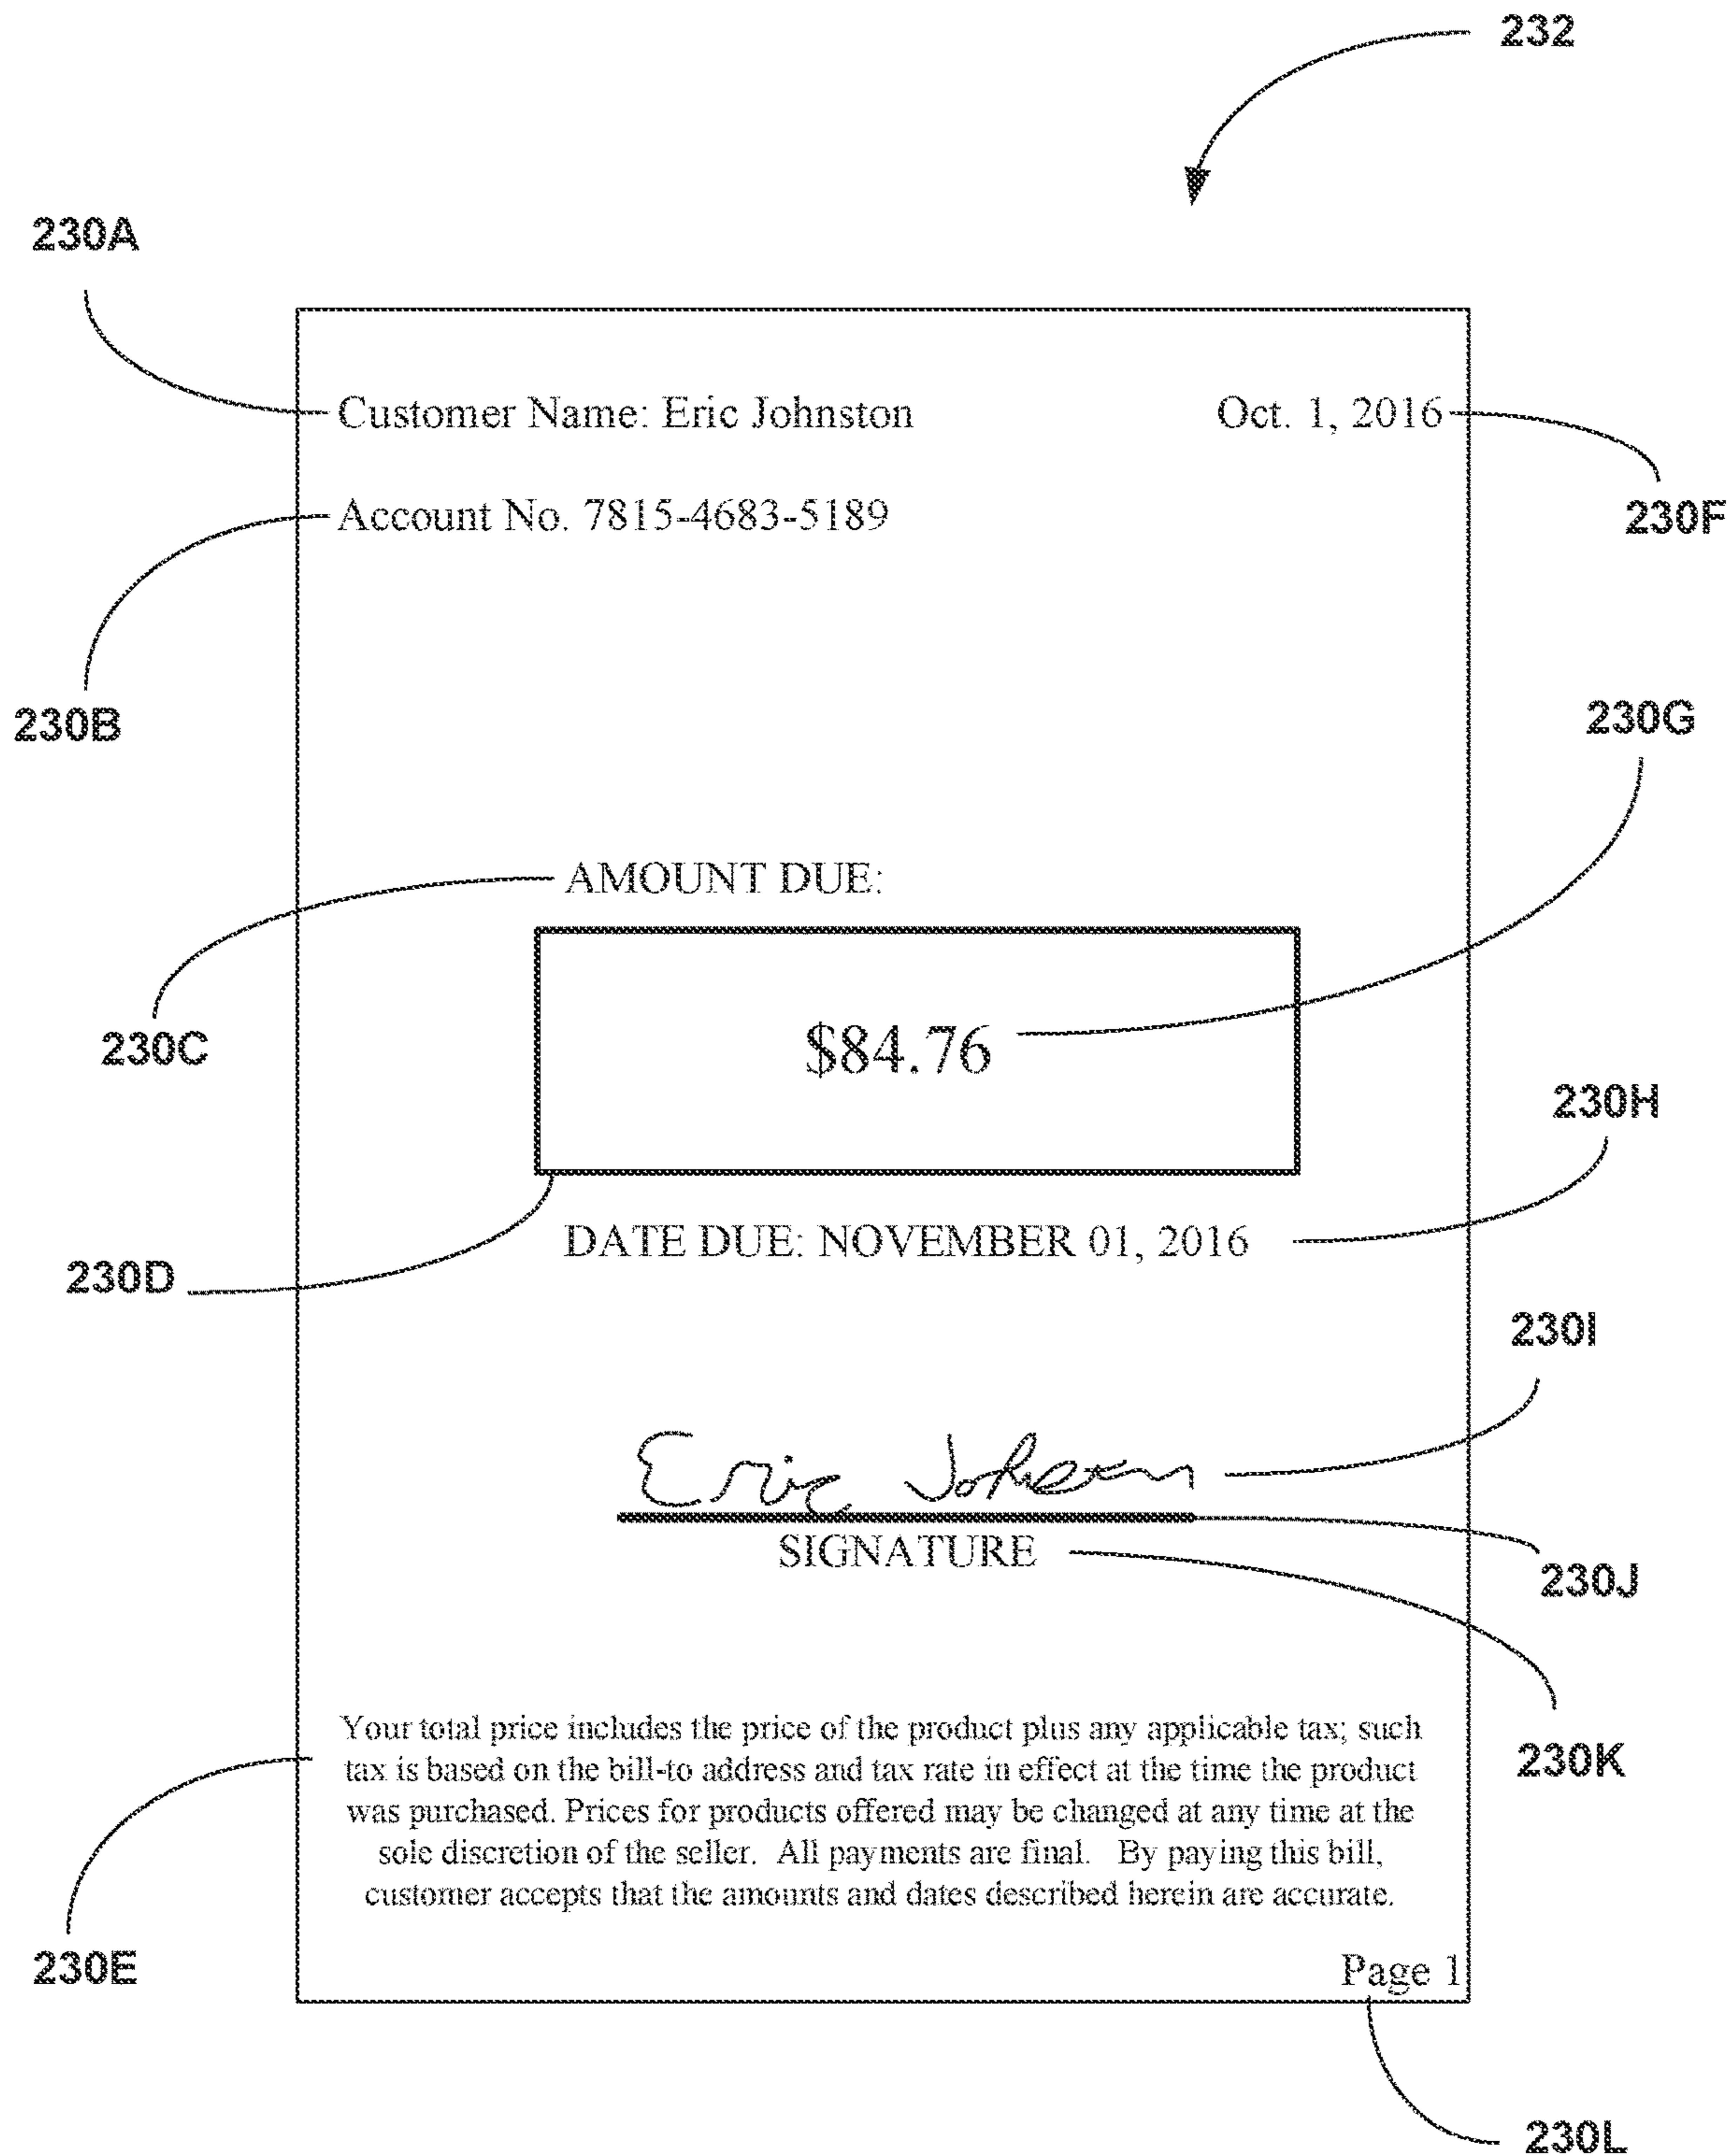 232
230A
Customer Name: Eric Johnston
Oct. 1, 2016
230F
Account No. 7815-4683-5189
230B
230G
AMOUNT DUE:
230C
$84.76
230H
DATE DUE: NOVEMBER 01, 2016
230D
230I
Eric Johnston
SIGNATURE
230J
Your total price includes the price of the product plus any applicable tax; such
tax is based on the bill-to address and tax rate in effect at the time the product
was purchased. Prices for products offered may be changed at any time at the
sole discretion of the seller. All payments are final. By paying this bill,
customer accepts that the amounts and dates described herein are accurate.
230K
230E
Page 1
230L